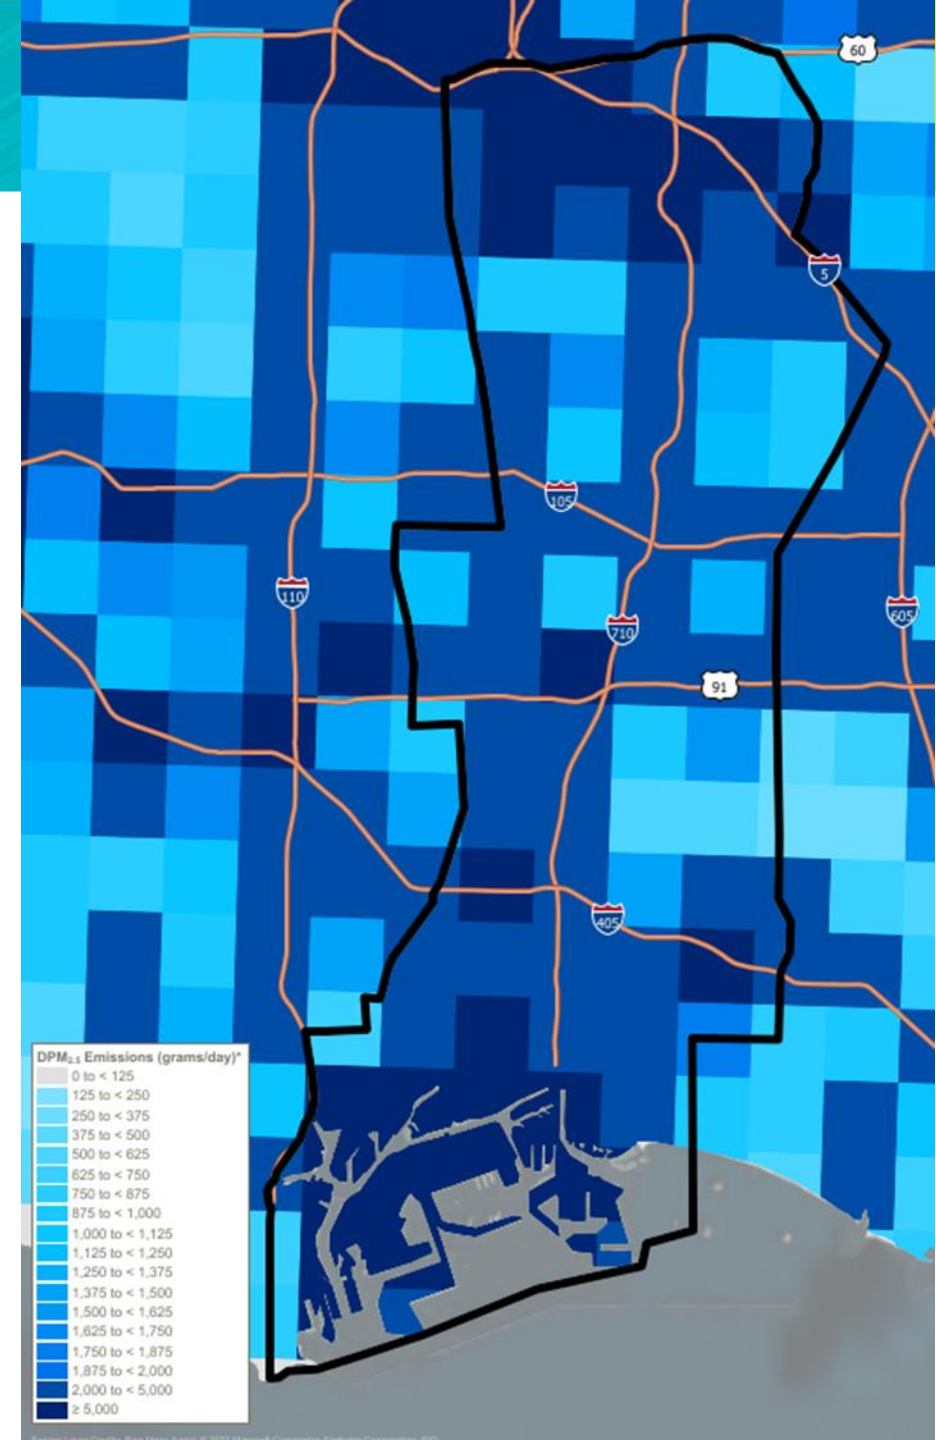 60
5
105
110
710
605
91
405
DPM2.5 Emissions (grams/day)*
0 to < 125
125 to < 250
250 to < 375
375 to < 500
500 to < 625
625 to < 750
750 to < 875
875 to < 1,000
1,000 to < 1,125
1,125 to < 1,250
1,250 to < 1,375
1,375 to < 1,500
1,500 to < 1,625
1,625 to < 1,750
1,750 to < 1,875
1,875 to < 2,000
2,000 to < 5,000
≥ 5,000